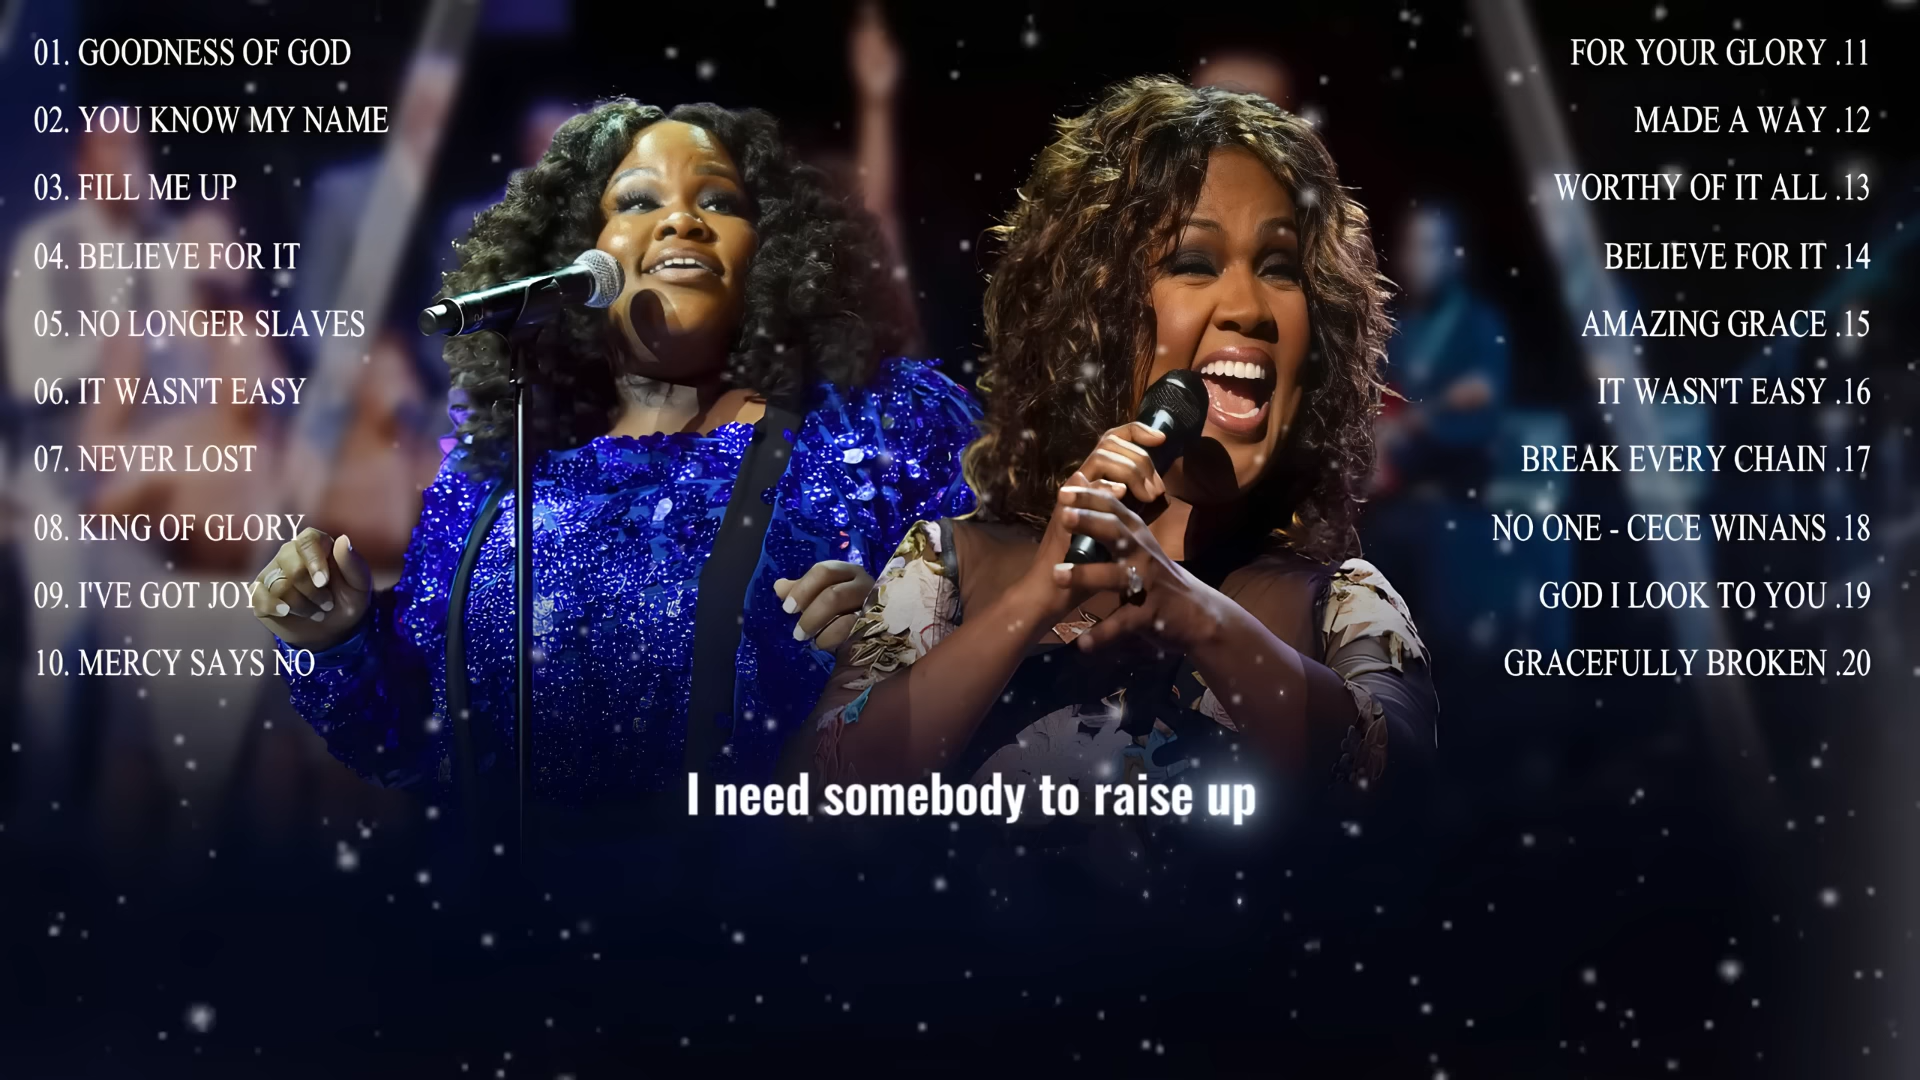 01. GOODNESS OF GOD
02. YOU KNOW MY NAME
03. FILL ME UP
04. BELIEVE FOR IT
05. NO LONGER SLAVES
06. IT WASN'T EASY
07. NEVER LOST
08. KING OF GLORY
09. I'VE GOT JOY
10. MERCY SAYS NO
FOR YOUR GLORY .11
MADE A WAY .12
WORTHY OF IT ALL .13
BELIEVE FOR IT .14
AMAZING GRACE .15
IT WASN'T EASY .16
BREAK EVERY CHAIN .17
NO ONE - CECE WINANS .18
GOD I LOOK TO YOU .19
GRACEFULLY BROKEN .20
I need somebody to raise up